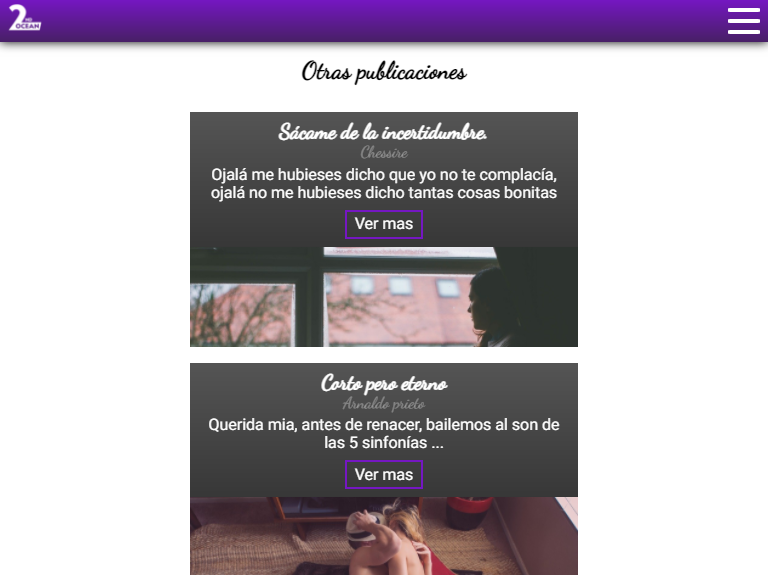 2ND
OCEAN
Otras publicaciones
Sácame de la incertidumbre.
Chessire
Ojalá me hubieses dicho que yo no te complacía,
ojalá no me hubieses dicho tantas cosas bonitas
Ver mas
Corto pero eterno
Arnaldo prieto
Querida mia, antes de renacer, bailemos al son de
las 5 sinfonías ...
Ver mas